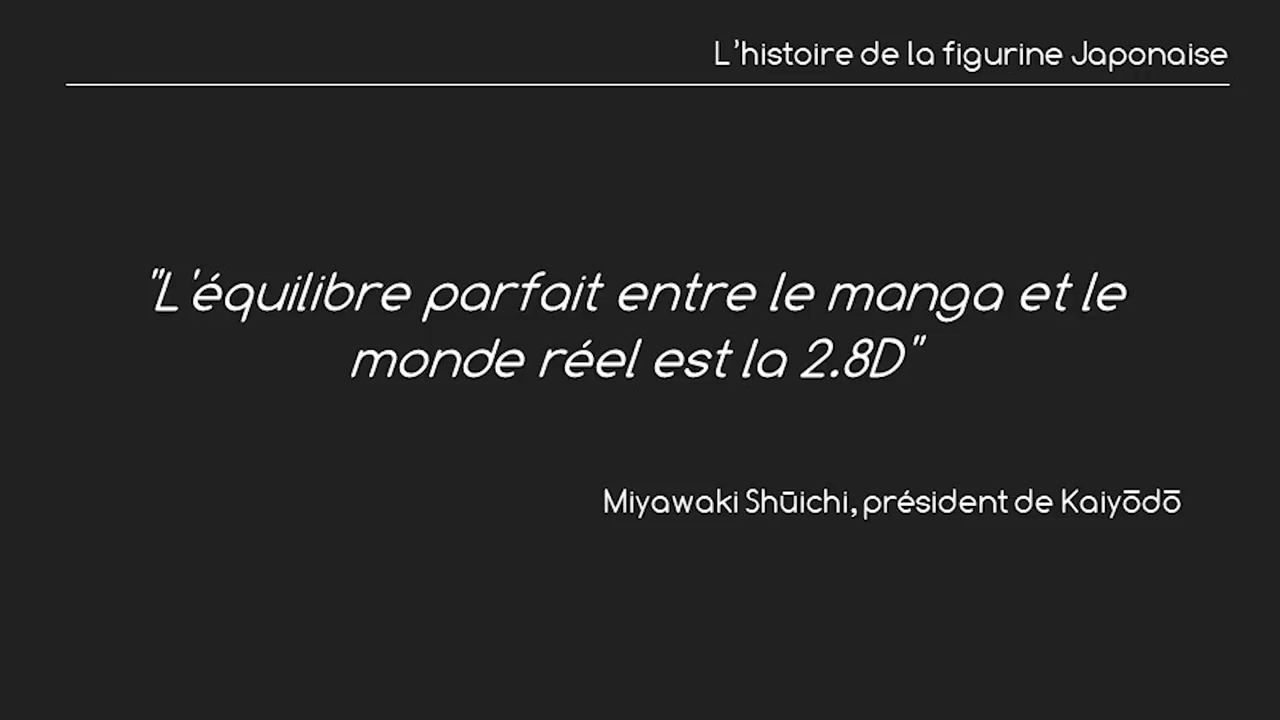 L'histoire de la figurine Japonaise
"L'équilibre parfait entre le manga et le
monde réel est la 2.8D"
Miyawaki Shūichi, président de Kaiyōdō